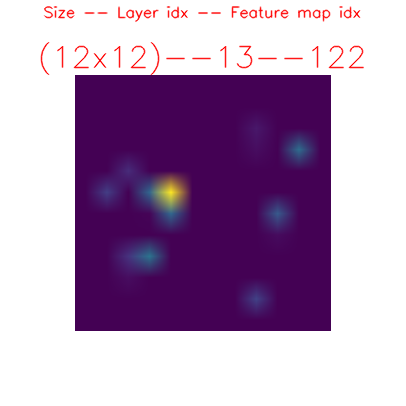 Size -- Layer idx -- Feature map idx
(12x12)--13--122